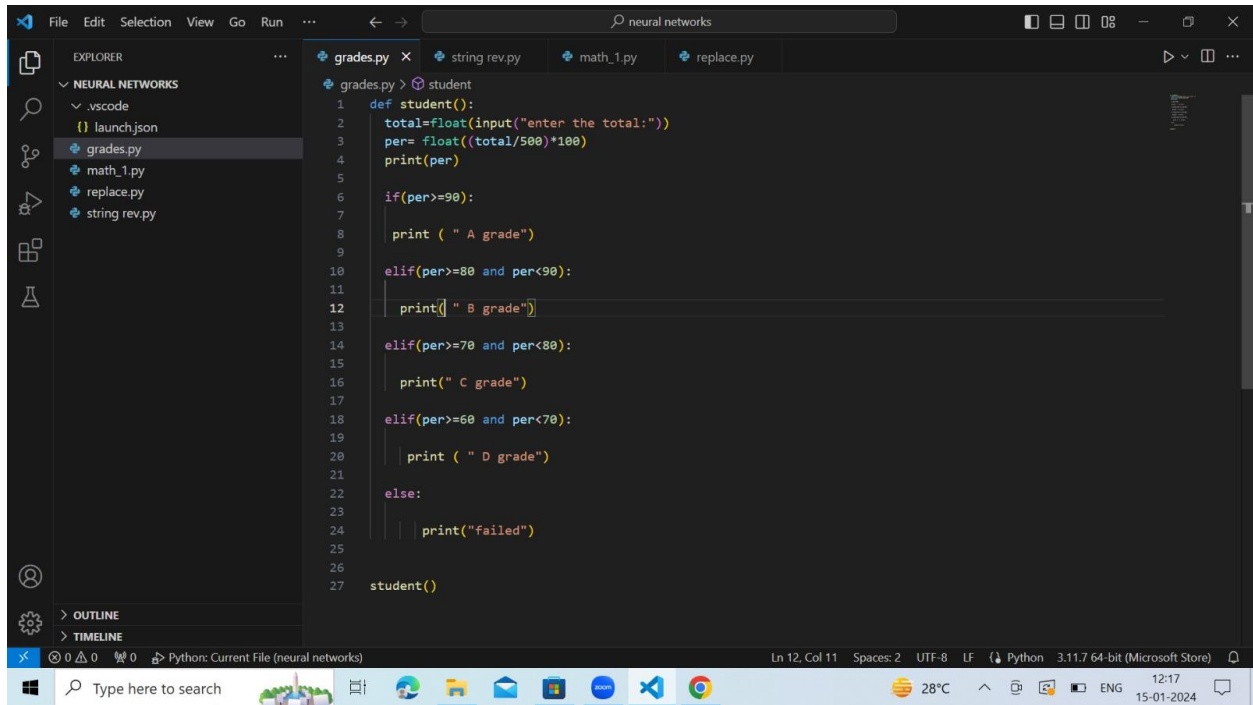 File Edit Selection View Go Run ··· neural networks
EXPLORER ···
NEURAL NETWORKS
.vscode
{} launch.json
grades.py
math_1.py
replace.py
string rev.py
OUTLINE
TIMELINE
grades.py string rev.py math_1.py replace.py
grades.py > student
1 def student():
2 total=float(input("enter the total:"))
3 per= float((total/500)*100)
4 print(per)
5
6 if(per>=90):
7
8 print ( " A grade")
9
10 elif(per>=80 and per<90):
11
12 print( " B grade")
13
14 elif(per>=70 and per<80):
15
16 print(" C grade")
17
18 elif(per>=60 and per<70):
19
20 print ( " D grade")
21
22 else:
23
24 print("failed")
25
26
27 student()
0 0 0 Python: Current File (neural networks) Ln 12, Col 11 Spaces: 2 UTF-8 LF Python 3.11.7 64-bit (Microsoft Store)
Type here to search zoom 28°C ENG 12:17
15-01-2024